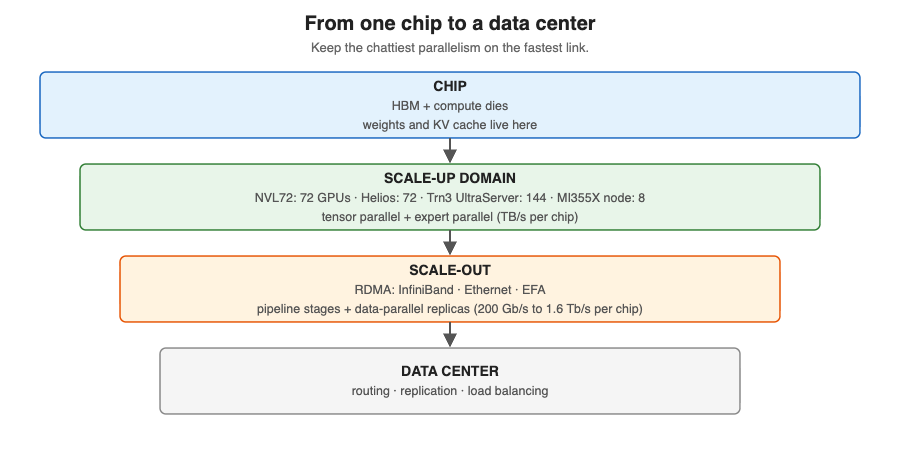 From one chip to a data center
Keep the chattiest parallelism on the fastest link.
CHIP
HBM + compute dies
weights and KV cache live here
SCALE-UP DOMAIN
NVL72: 72 GPUs · Helios: 72 · Trn3 UltraServer: 144 · MI355X node: 8
tensor parallel + expert parallel (TB/s per chip)
SCALE-OUT
RDMA: InfiniBand · Ethernet · EFA
pipeline stages + data-parallel replicas (200 Gb/s to 1.6 Tb/s per chip)
DATA CENTER
routing · replication · load balancing